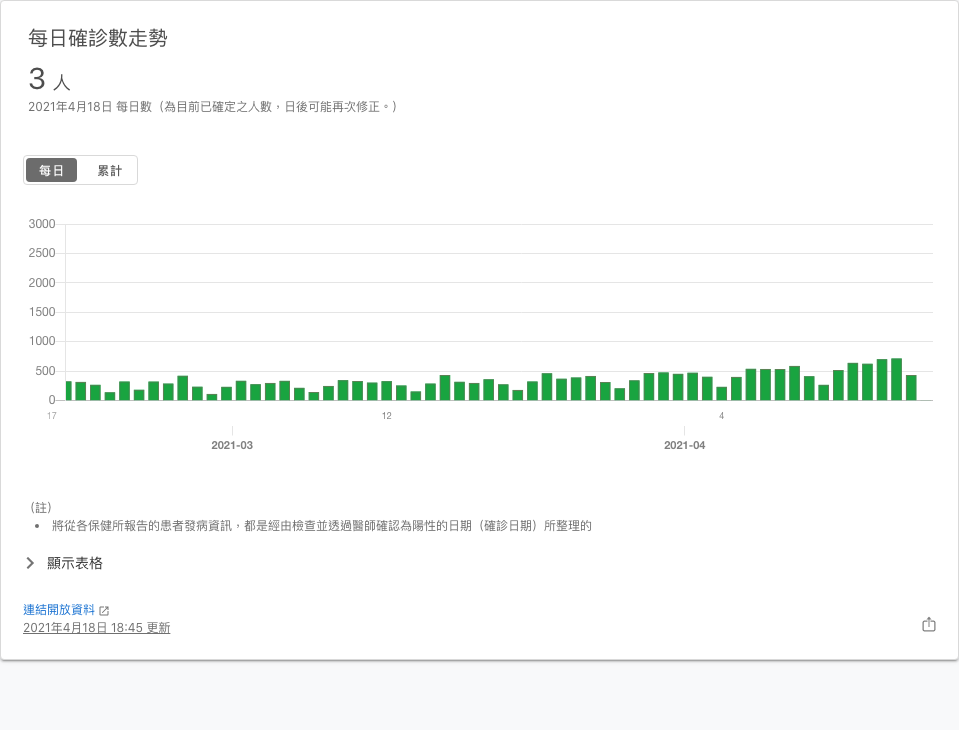 每日確診數走勢
3 人
2021年4月18日 每日數（為目前已確定之人數，日後可能再次修正。）
每日 累計
3000
2500
2000
1500
1000
500
0
17 12 4
2021-03 2021-04
（註）
• 將從各保健所報告的患者發病資訊，都是經由檢查並透過醫師確認為陽性的日期（確診日期）所整理的
顯示表格
連結開放資料
2021年4月18日 18:45 更新